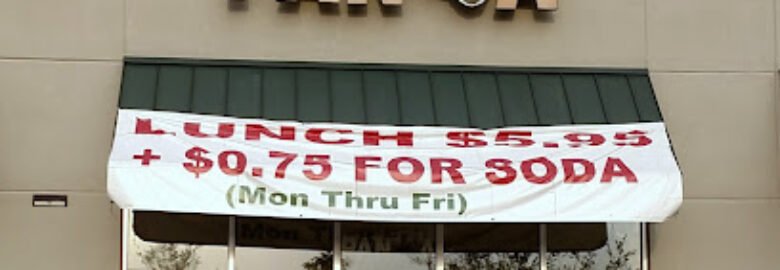 LUNCH $5.95
+ $0.75 FOR SODA
(Mon Thru Fri)